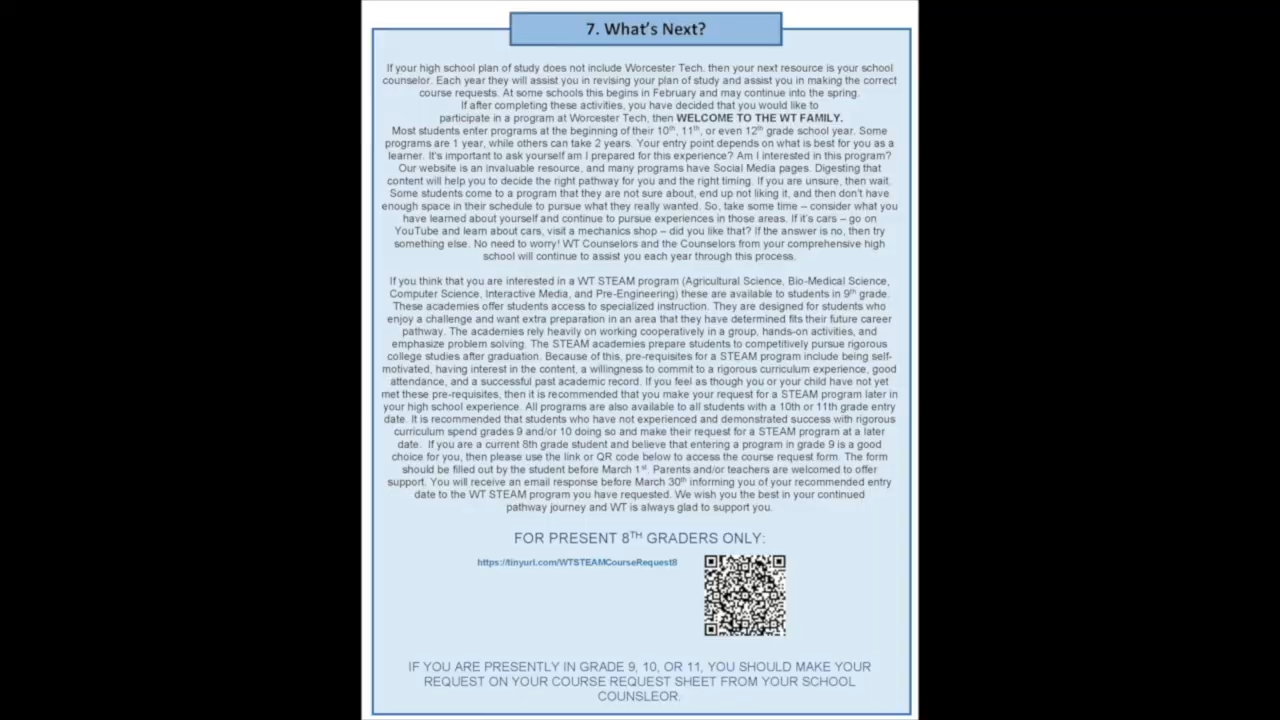 7. What's Next?
If your high school plan of study does not include Worcester Tech, then your next resource is your school
counselor. Each year they will assist you in revising your plan of study and assist you in making the correct
course requests. At some schools this begins in February and may continue into the spring.
If after completing these activities, you have decided that you would like to
participate in a program at Worcester Tech, then WELCOME TO THE WT FAMILY.
Most students enter programs at the beginning of their 10th, 11th, or even 12th grade school year. Some
programs are 1 year, while others can take 2 years. Your entry point depends on what is best for you as a
learner. It's important to ask yourself am I prepared for this experience? Am I interested in this program?
Our website is an invaluable resource, and many programs have Social Media pages. Digesting that
content will help you to decide the right pathway for you and the right timing. If you are unsure, then wait.
Some students come to a program that they are not sure about, end up not liking it, and then don't have
enough space in their schedule to pursue what they really wanted. So, take some time – consider what you
have learned about yourself and continue to pursue experiences in those areas. If it's cars – go on
YouTube and learn about cars, visit a mechanics shop – did you like that? If the answer is no, then try
something else. No need to worry! WT Counselors and the Counselors from your comprehensive high
school will continue to assist you each year through this process.
If you think that you are interested in a WT STEAM program (Agricultural Science, Bio-Medical Science,
Computer Science, Interactive Media, and Pre-Engineering) these are available to students in 9th grade.
These academies offer students access to specialized instruction. They are designed for students who
enjoy a challenge and want extra preparation in an area that they have determined fits their future career
pathway. The academies rely heavily on working cooperatively in a group, hands-on activities, and
emphasize problem solving. The STEAM academies prepare students to competitively pursue rigorous
college studies after graduation. Because of this, pre-requisites for a STEAM program include being self-
motivated, having interest in the content, a willingness to commit to a rigorous curriculum experience, good
attendance, and a successful past academic record. If you feel as though you or your child have not yet
met these pre-requisites, then it is recommended that you make your request for a STEAM program later in
your high school experience. All programs are also available to all students with a 10th or 11th grade entry
date. It is recommended that students who have not experienced and demonstrated success with rigorous
curriculum spend grades 9 and/or 10 doing so and make their request for a STEAM program at a later
date. If you are a current 8th grade student and believe that entering a program in grade 9 is a good
choice for you, then please use the link or QR code below to access the course request form. The form
should be filled out by the student before March 1st. Parents and/or teachers are welcomed to offer
support. You will receive an email response before March 30th informing you of your recommended entry
date to the WT STEAM program you have requested. We wish you the best in your continued
pathway journey and WT is always glad to support you.
FOR PRESENT 8TH GRADERS ONLY:
https://tinyurl.com/WTSTEAMCourseRequest8
IF YOU ARE PRESENTLY IN GRADE 9, 10, OR 11, YOU SHOULD MAKE YOUR
REQUEST ON YOUR COURSE REQUEST SHEET FROM YOUR SCHOOL
COUNSLEOR.